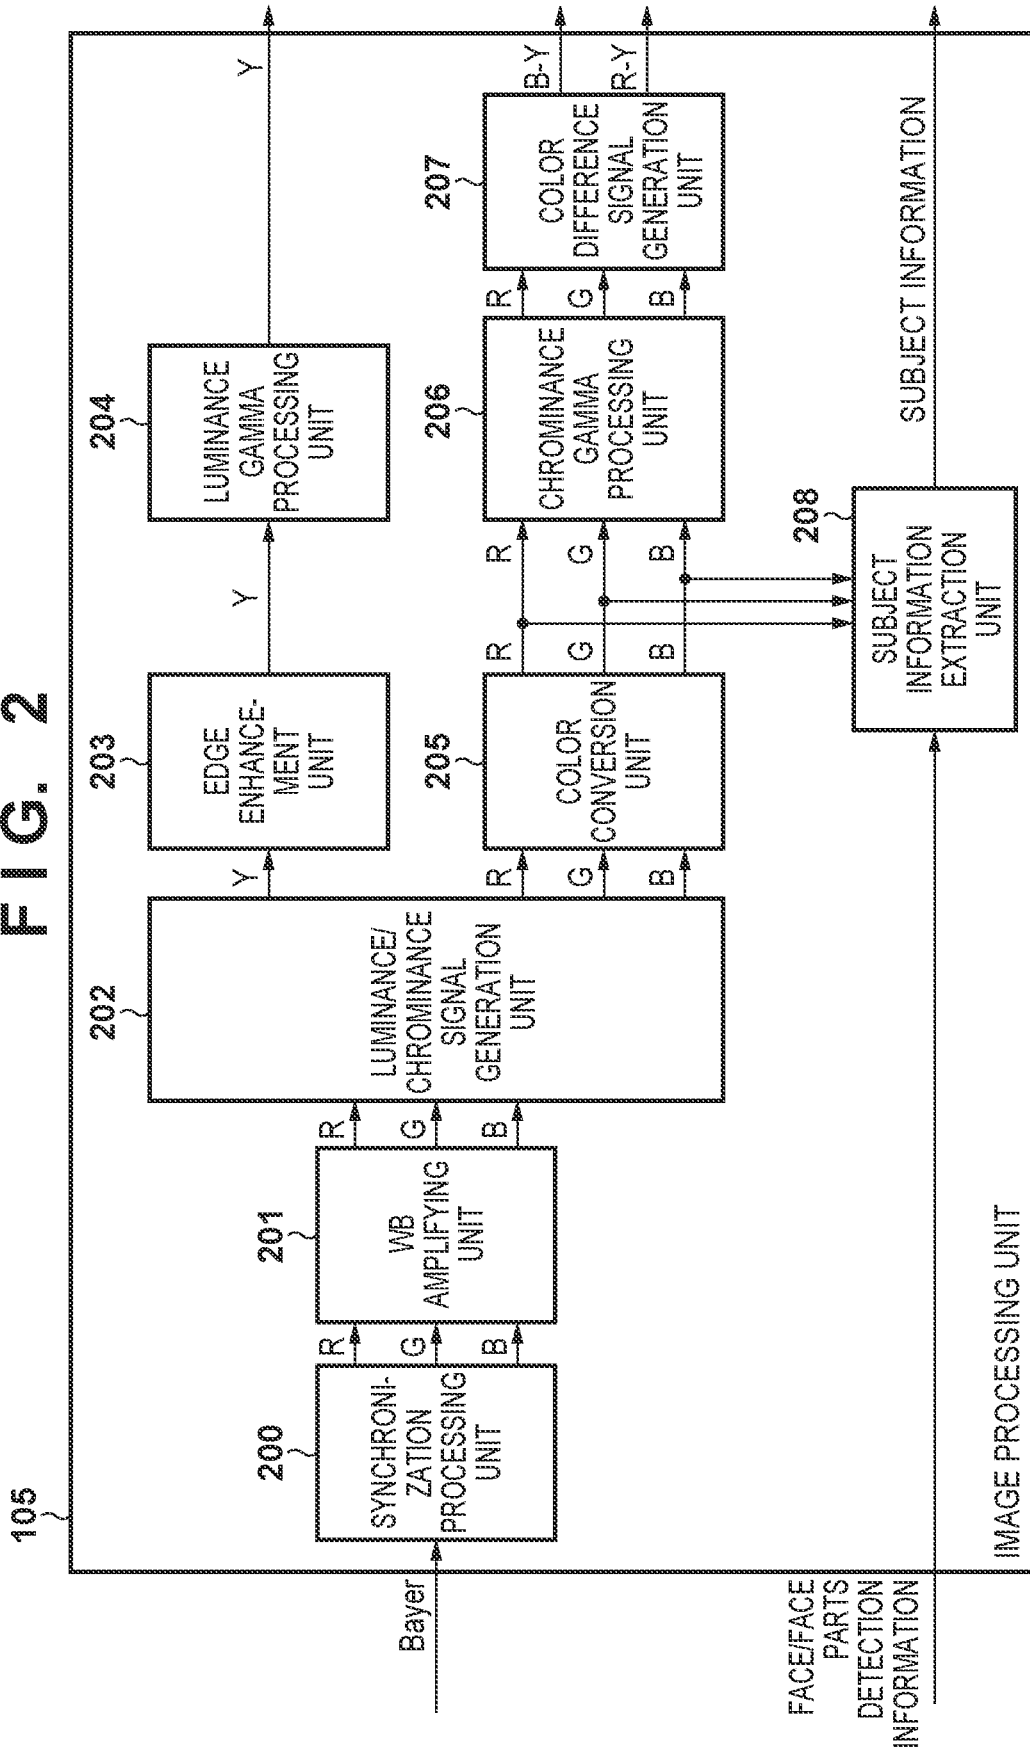 FIG. 2
105
Bayer
200
SYNCHRONI-
ZATION
PROCESSING
UNIT
R
G
B
201
WB
AMPLIFYING
UNIT
R
G
B
202
LUMINANCE/
CHROMINANCE
SIGNAL
GENERATION
UNIT
Y
203
EDGE
ENHANCE-
MENT
UNIT
Y
204
LUMINANCE
GAMMA
PROCESSING
UNIT
Y
R
G
B
205
COLOR
CONVERSION
UNIT
R
G
B
R
G
B
206
CHROMINANCE
GAMMA
PROCESSING
UNIT
R
G
B
207
COLOR
DIFFERENCE
SIGNAL
GENERATION
UNIT
B-Y
R-Y
FACE/FACE
PARTS
DETECTION
INFORMATION
208
SUBJECT
INFORMATION
EXTRACTION
UNIT
SUBJECT INFORMATION
IMAGE PROCESSING UNIT